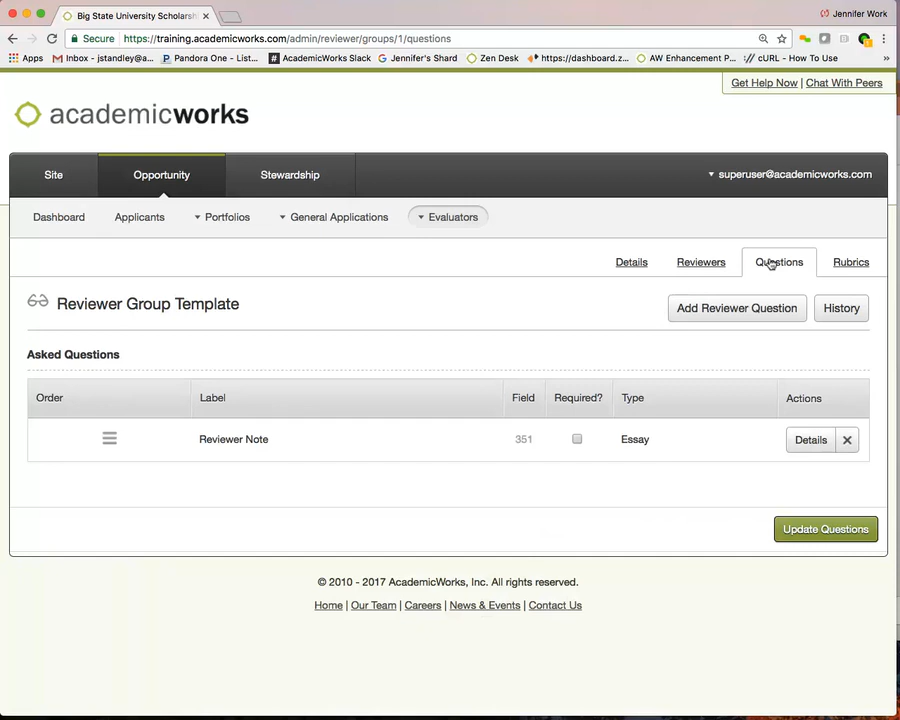 Big State University Scholarsh
Jennifer Work
Secure https://training.academicworks.com/admin/reviewer/groups/1/questions
Apps Inbox - jstandley@a... Pandora One - List... AcademicWorks Slack Jennifer's Shard Zen Desk https://dashboard.z... AW Enhancement P... cURL - How To Use »
Get Help Now | Chat With Peers
academicworks
Site Opportunity Stewardship superuser@academicworks.com
Dashboard Applicants Portfolios General Applications Evaluators
Details Reviewers Questions Rubrics
Reviewer Group Template Add Reviewer Question History
Asked Questions
Order Label Field Required? Type Actions
Reviewer Note 351 Essay Details
Update Questions
© 2010 - 2017 AcademicWorks, Inc. All rights reserved.
Home | Our Team | Careers | News & Events | Contact Us